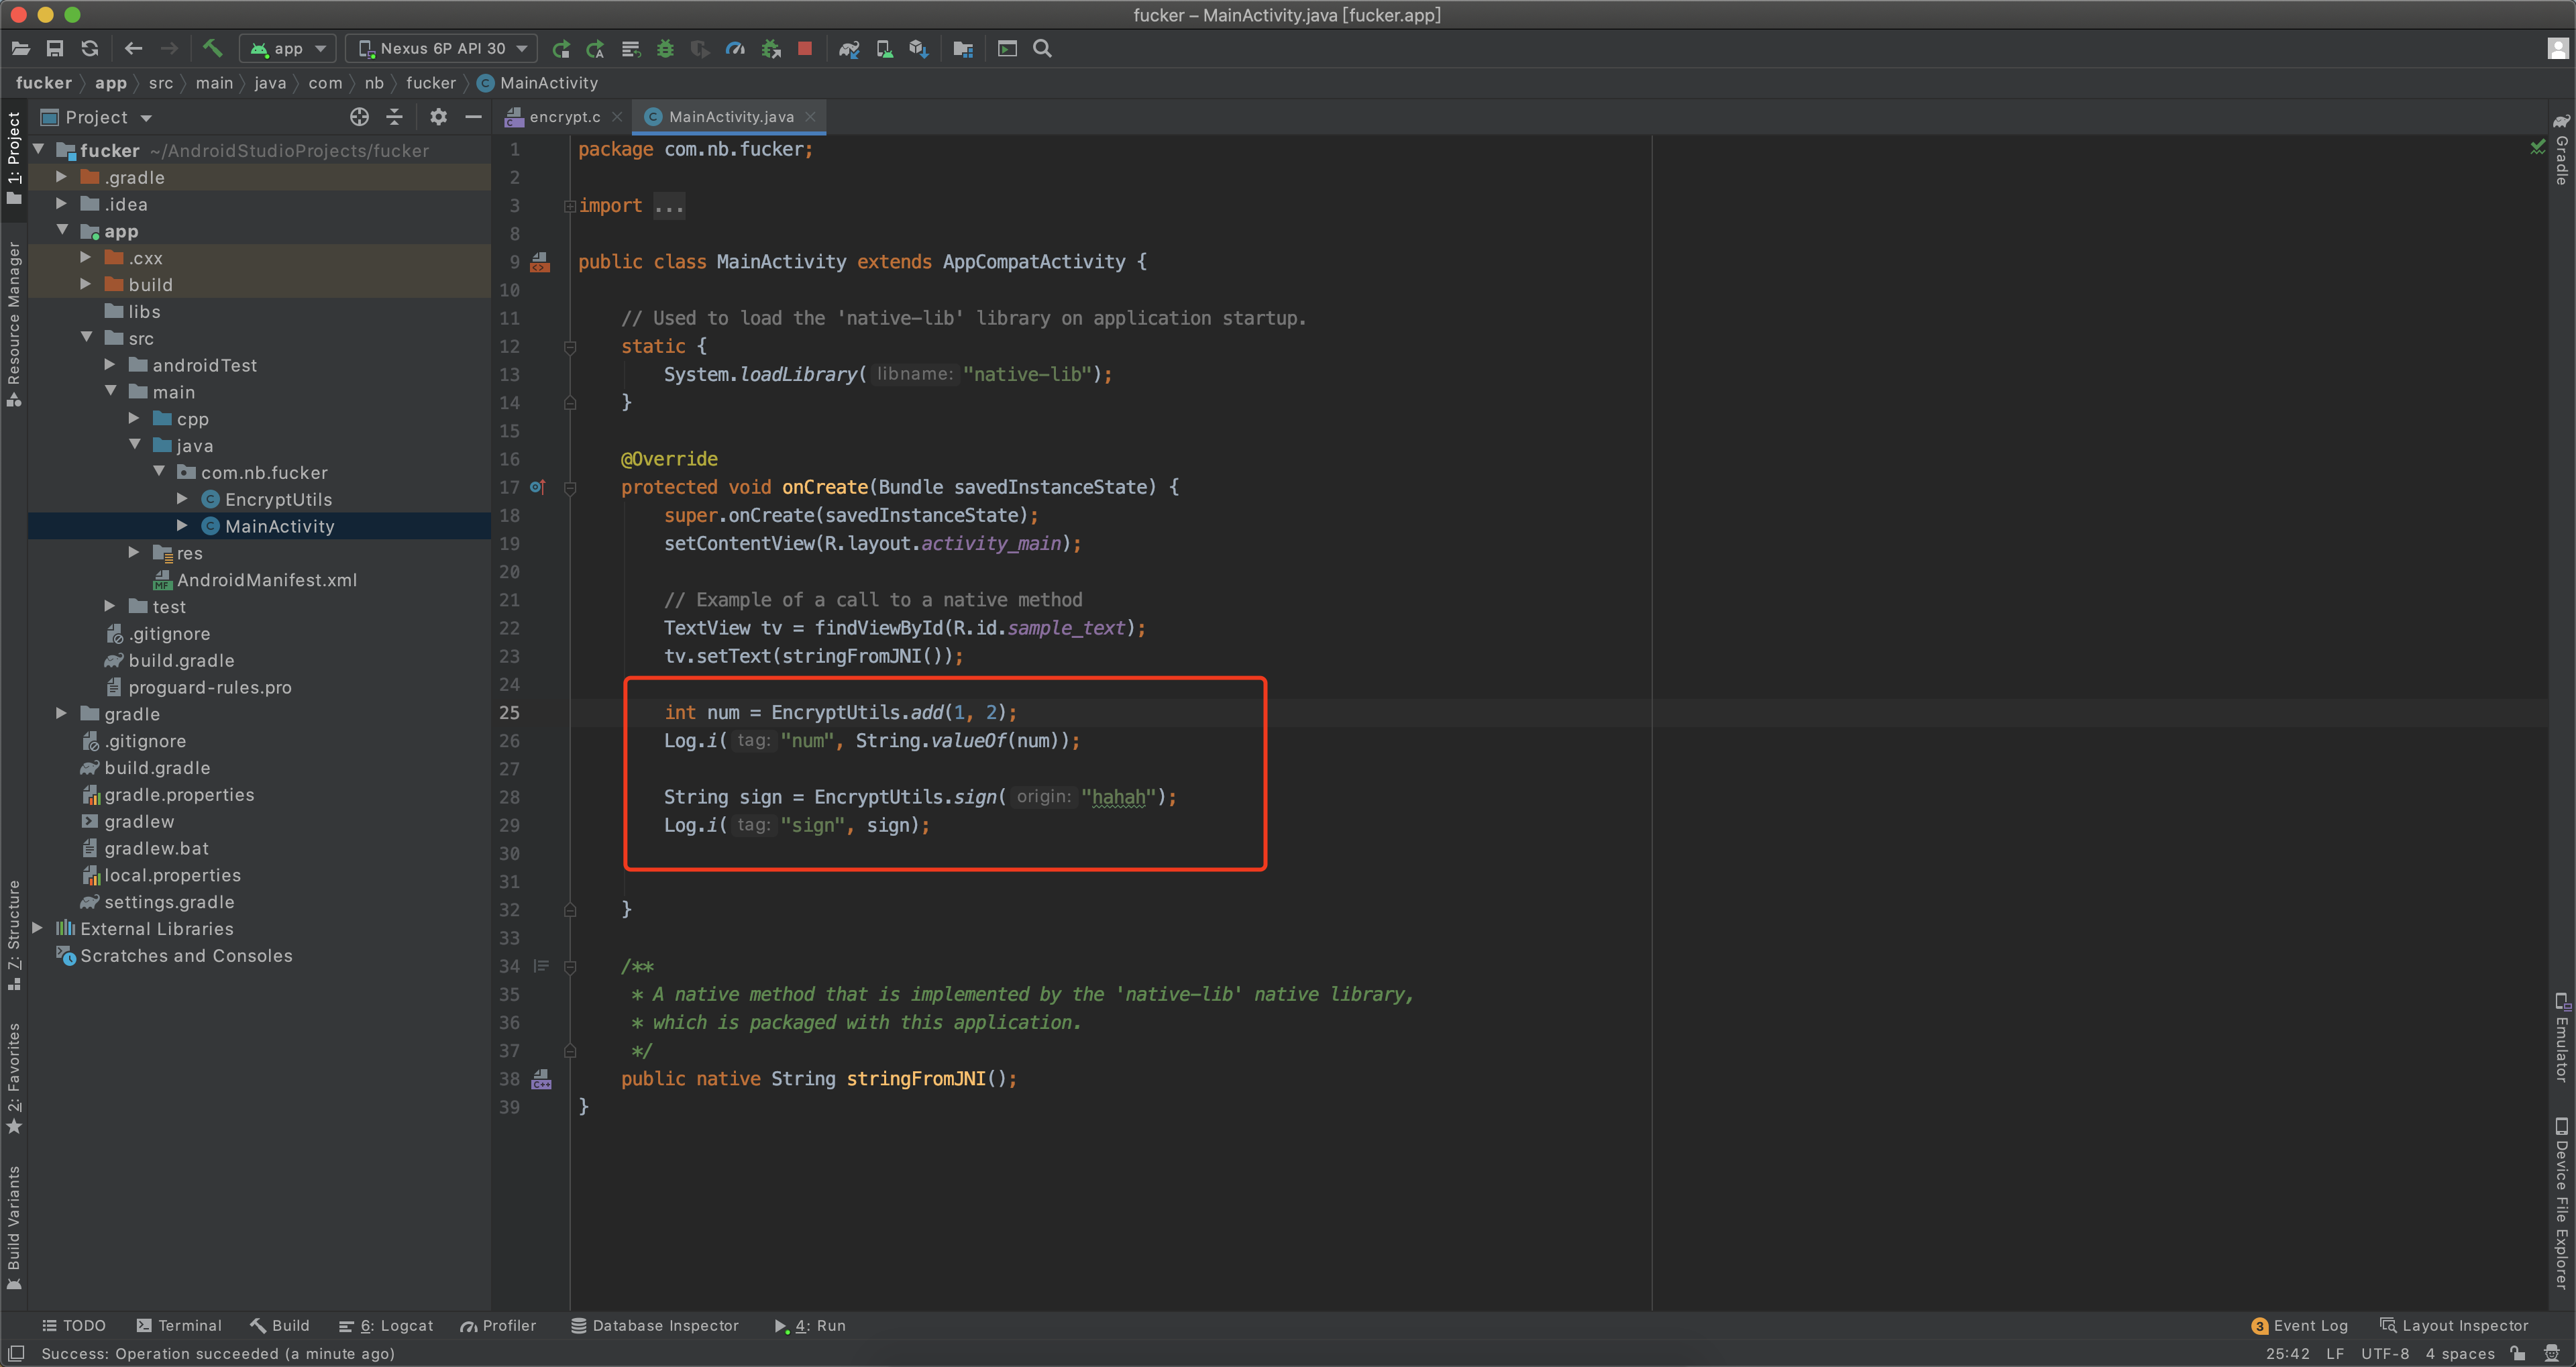 fucker – MainActivity.java [fucker.app]
app
Nexus 6P API 30
fucker app src main java com nb fucker MainActivity
Project
encrypt.c
MainActivity.java
1: Project
Resource Manager
Z: Structure
2: Favorites
Build Variants
fucker ~/AndroidStudioProjects/fucker
.gradle
.idea
app
.cxx
build
libs
src
androidTest
main
cpp
java
com.nb.fucker
EncryptUtils
MainActivity
res
AndroidManifest.xml
test
.gitignore
build.gradle
proguard-rules.pro
gradle
.gitignore
build.gradle
gradle.properties
gradlew
gradlew.bat
local.properties
settings.gradle
External Libraries
Scratches and Consoles
1 package com.nb.fucker;
2
3 import ...
8
9 public class MainActivity extends AppCompatActivity {
10
11 // Used to load the 'native-lib' library on application startup.
12 static {
13 System.loadLibrary( libname: "native-lib");
14 }
15
16 @Override
17 protected void onCreate(Bundle savedInstanceState) {
18 super.onCreate(savedInstanceState);
19 setContentView(R.layout.activity_main);
20
21 // Example of a call to a native method
22 TextView tv = findViewById(R.id.sample_text);
23 tv.setText(stringFromJNI());
24
25 int num = EncryptUtils.add(1, 2);
26 Log.i( tag: "num", String.valueOf(num));
27
28 String sign = EncryptUtils.sign( origin: "hahah");
29 Log.i( tag: "sign", sign);
30
31
32 }
33
34 /**
35 * A native method that is implemented by the 'native-lib' native library,
36 * which is packaged with this application.
37 */
38 public native String stringFromJNI();
39 }
Gradle
Emulator
Device File Explorer
TODO Terminal Build 6: Logcat Profiler Database Inspector 4: Run 3 Event Log Layout Inspector
Success: Operation succeeded (a minute ago) 25:42 LF UTF-8 4 spaces